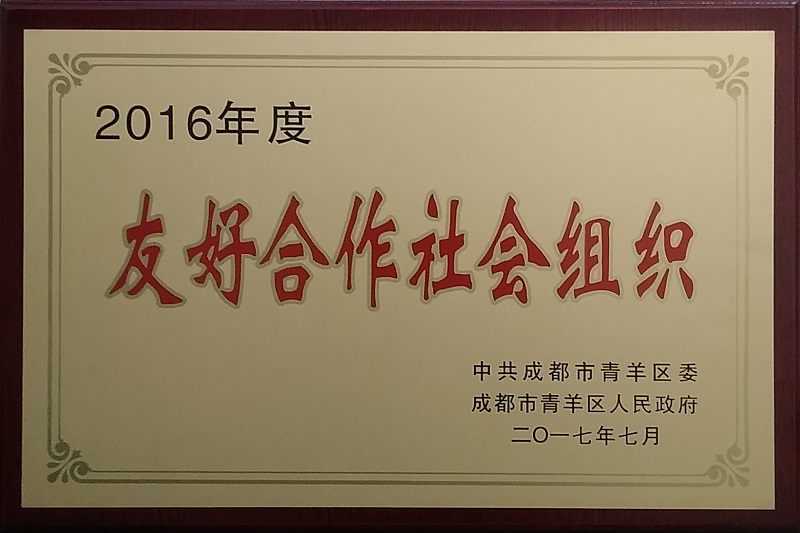 2016年度
友好合作社会组织
中共成都市青羊区委
成都市青羊区人民政府
二〇一七年七月